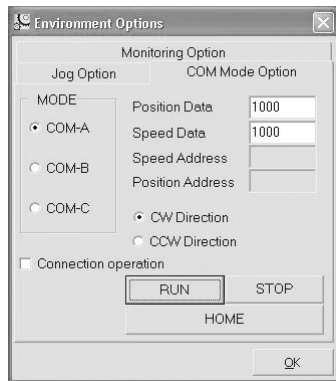 Environment Options
Monitoring Option
Jog Option
COM Mode Option
MODE
COM-A
COM-B
COM-C
Position Data 1000
Speed Data 1000
Speed Address
Position Address
CW Direction
CCW Direction
Connection operation
RUN
STOP
HOME
OK